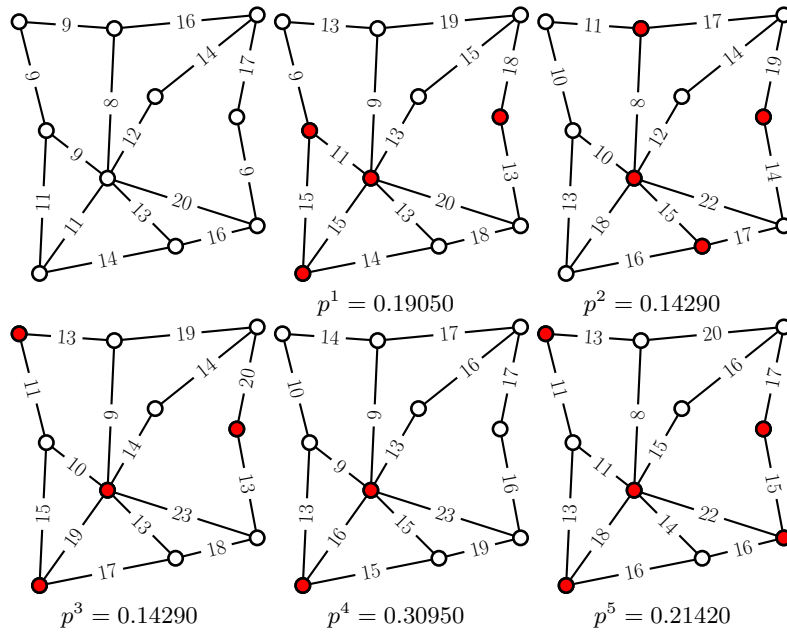 9 16
6 8 14 17
9 12 6
11 11 13 20
14 16
13 19
6 9 15 18
11 13 13
15 15 13 20
14 18
p^1 = 0.19050
11 17
10 8 14 19
10 12 14
13 18 15 22
16 17
p^2 = 0.14290
13 19
11 9 14 20
10 14 13
15 19 13 23
17 18
p^3 = 0.14290
14 17
10 9 16 17
9 13 16
13 16 15 23
15 19
p^4 = 0.30950
13 20
11 8 16 17
11 15 15
13 18 14 22
16 16
p^5 = 0.21420